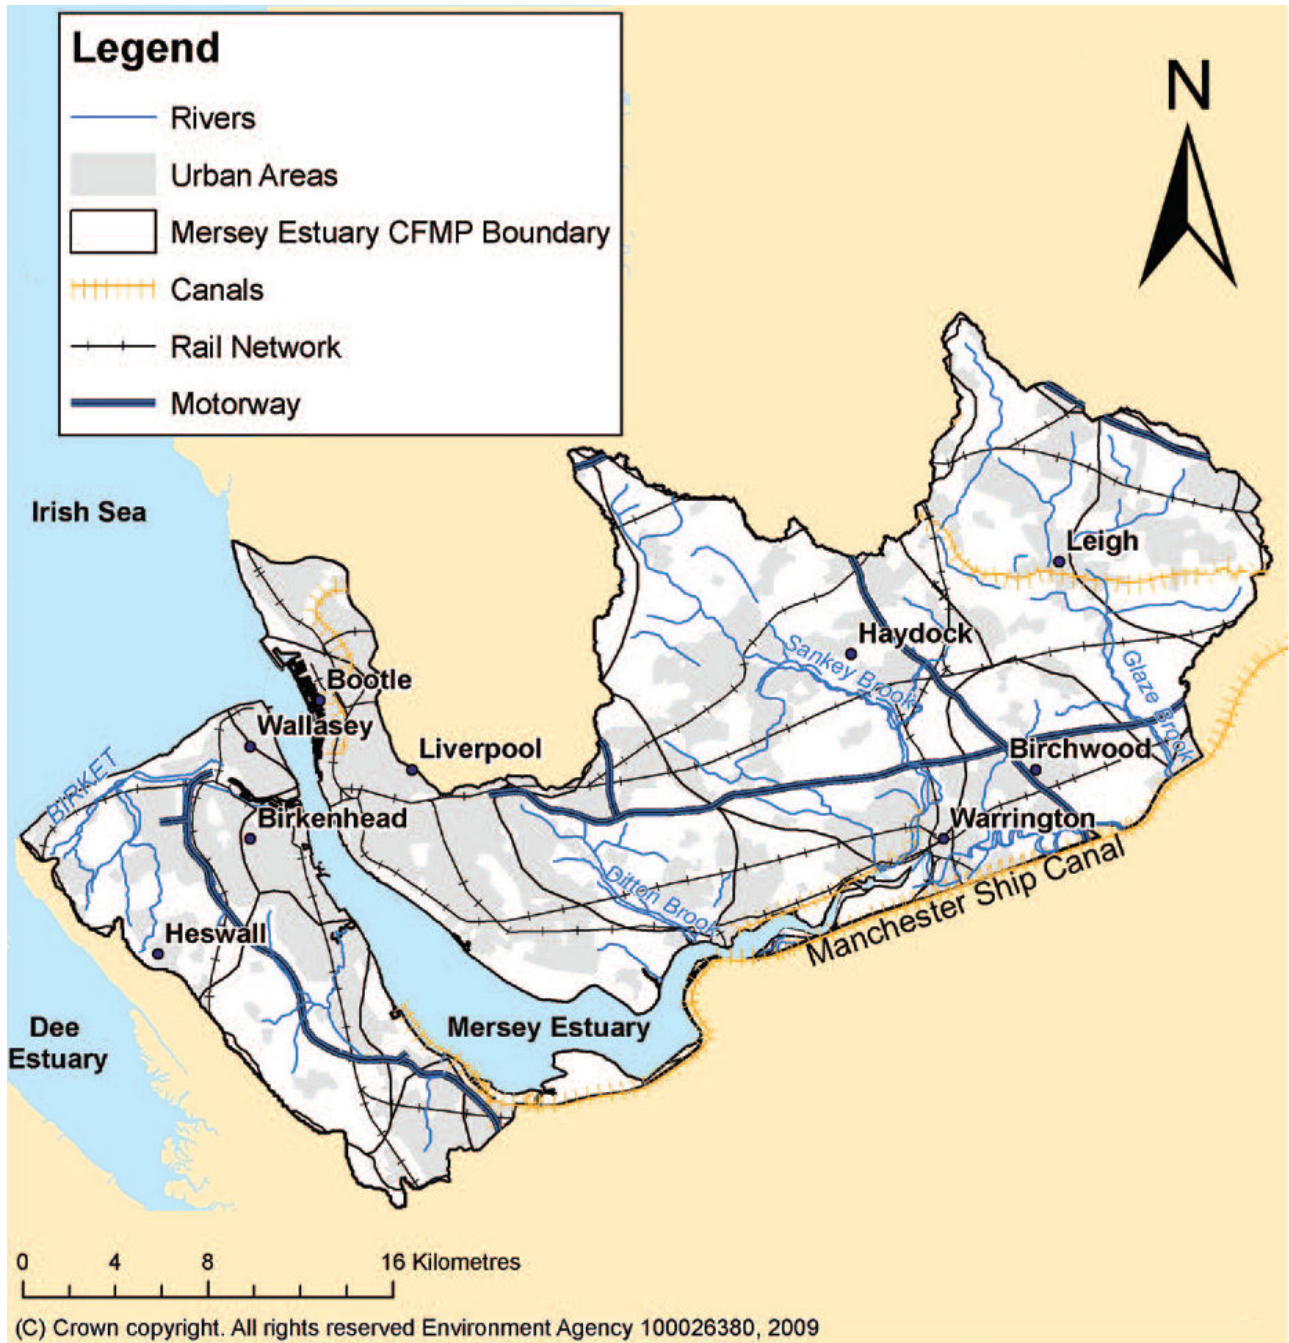 Legend
Rivers
Urban Areas
Mersey Estuary CFMP Boundary
Canals
Rail Network
Motorway
N
Irish Sea
Leigh
Haydock
Sankey Brook
Glaze Brook
Bootle
Wallasey
Liverpool
Birchwood
BIRKET
Birkenhead
Warrington
Ditton Brook
Manchester Ship Canal
Heswall
Mersey Estuary
Dee
Estuary
0 4 8 16 Kilometres
(C) Crown copyright. All rights reserved Environment Agency 100026380, 2009